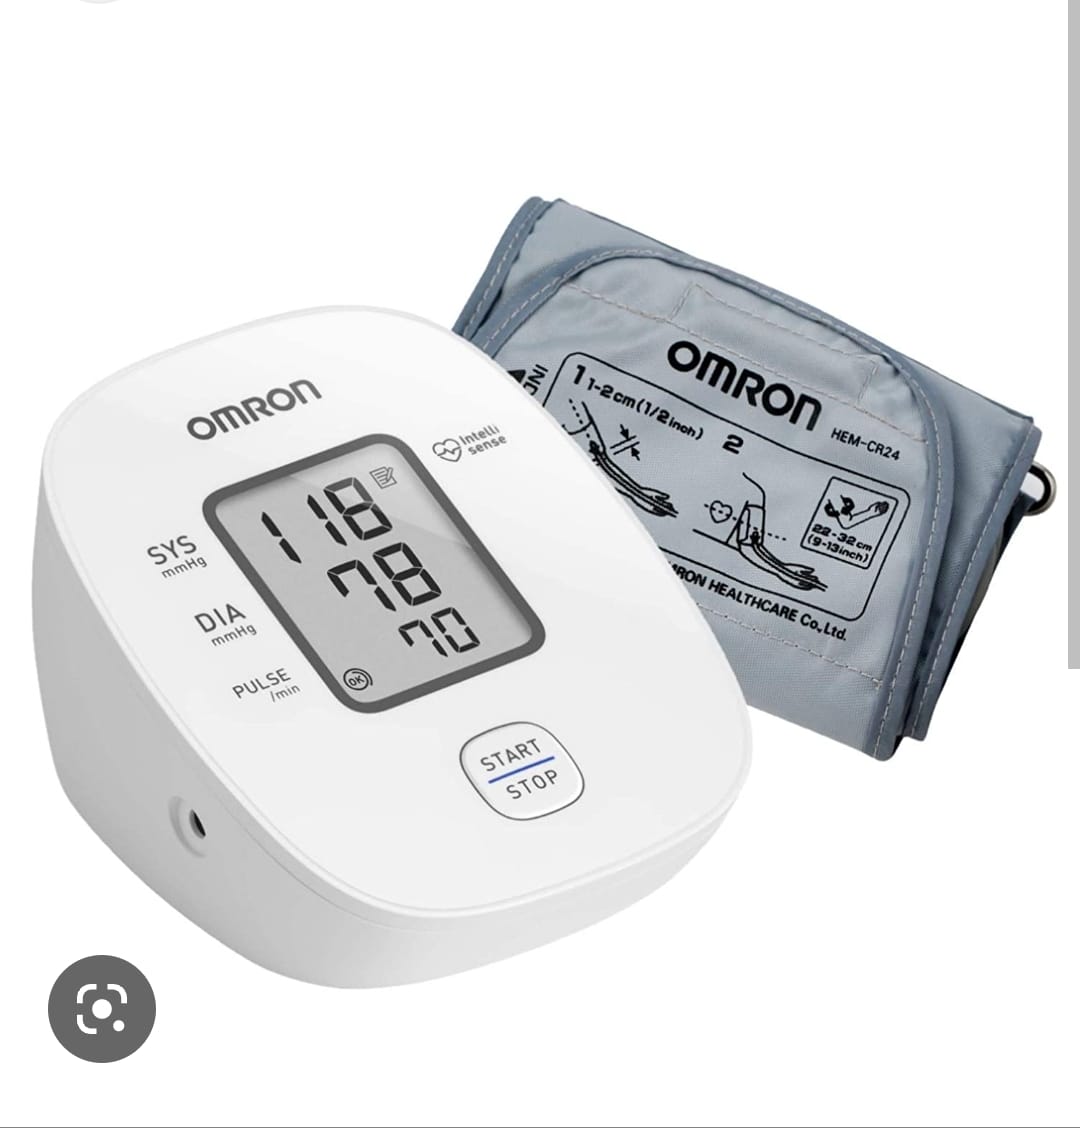 OMRON
intelli
sense
118
SYS
mmHg
78
DIA
mmHg
70
PULSE
/min
OK
START
STOP
OMRON
HEM-CR24
1 1-2cm(1/2inch)
2
22-32cm
(9-13inch)
HEALTHCARE Co.,Ltd.